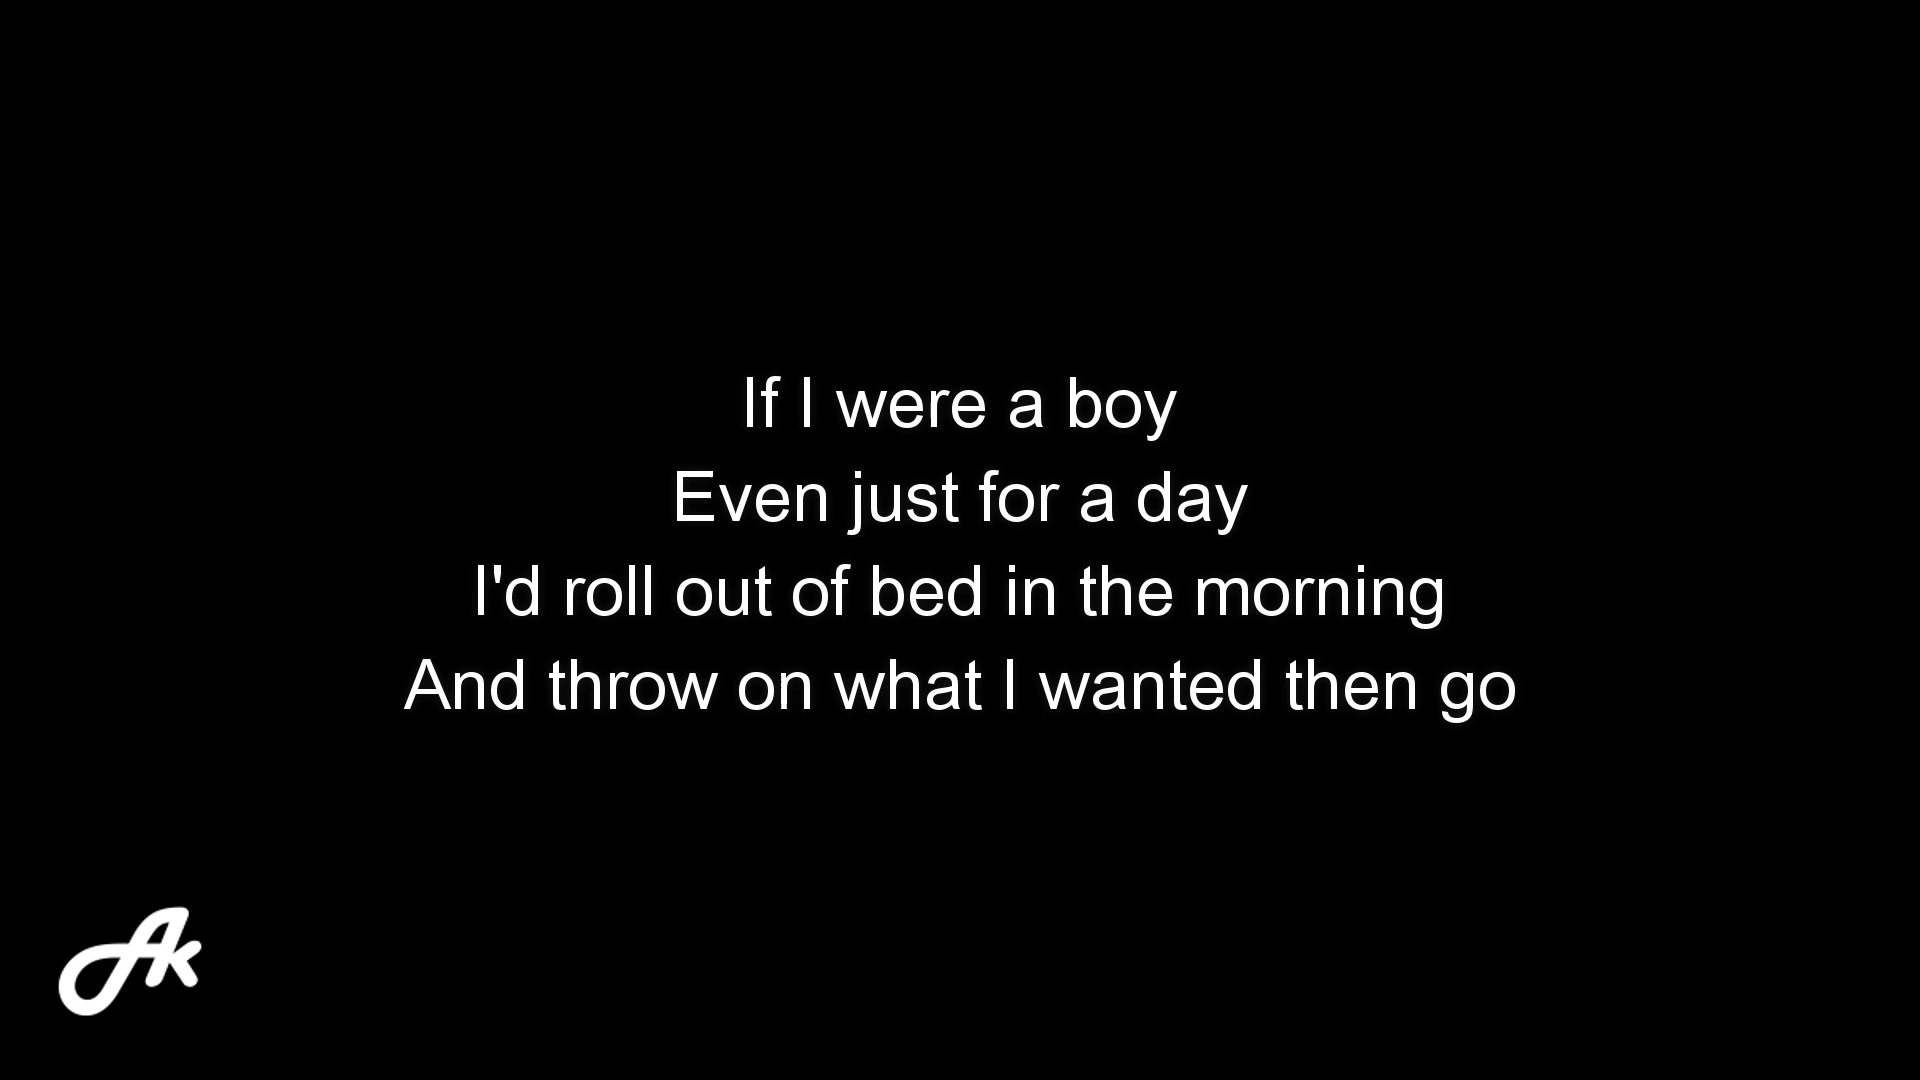 If I were a boy
Even just for a day
I'd roll out of bed in the morning
And throw on what I wanted then go
Ak